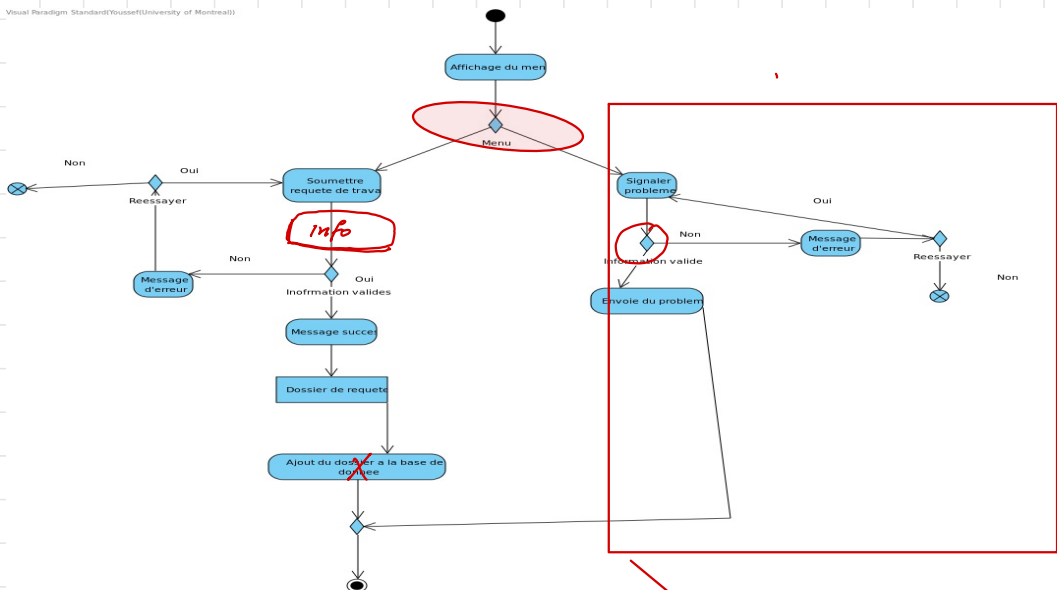 Visual Paradigm Standard(Youssef(University of Montreal))
Affichage du men
Menu
Non
Oui
Reessayer
Soumettre
requete de trava
Signaler
probleme
Oui
info
Non
Information valide
Message
d'erreur
Reessayer
Non
Non
Message
d'erreur
Oui
Inofrmation valides
Envoie du problem
Message succes
Dossier de requete
Ajout du dossier a la base de
donnee